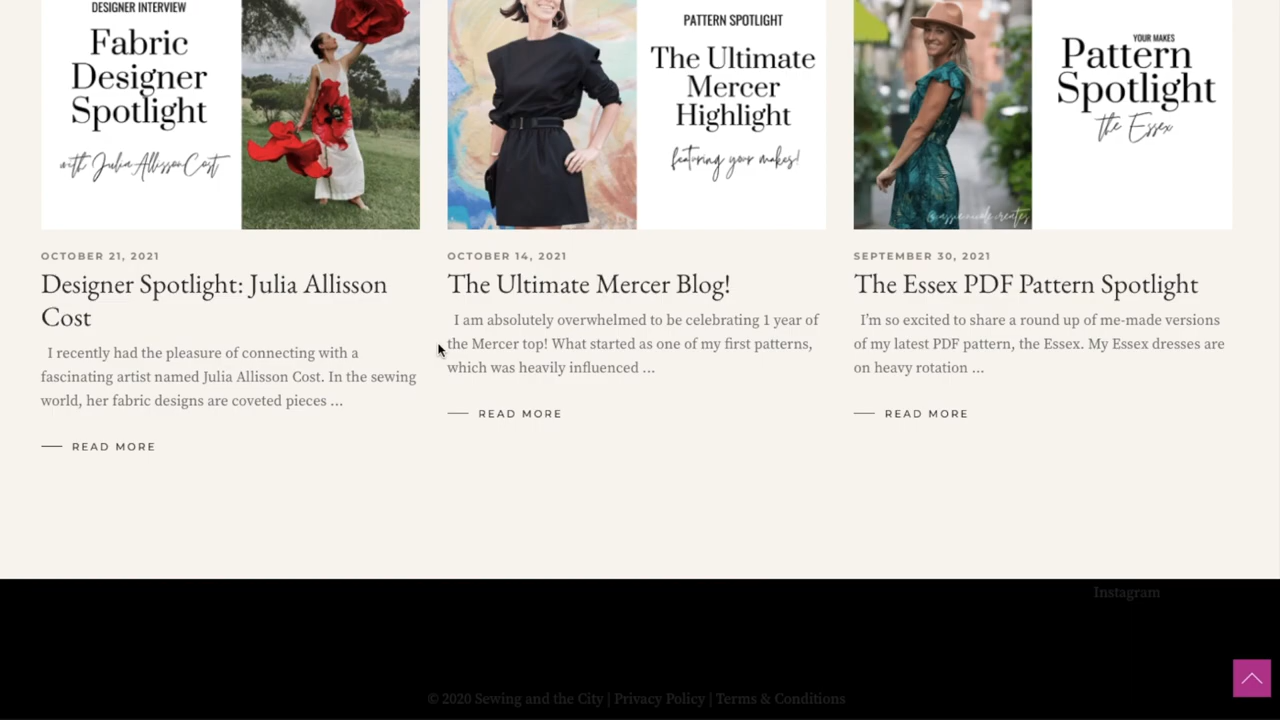 DESIGNER INTERVIEW
Fabric
Designer
Spotlight
with Julia Allisson Cost
PATTERN SPOTLIGHT
The Ultimate
Mercer
Highlight
featuring your makes!
YOUR MAKES
Pattern
Spotlight
the Essex
OCTOBER 21, 2021
Designer Spotlight: Julia Allisson
Cost
I recently had the pleasure of connecting with a
fascinating artist named Julia Allisson Cost. In the sewing
world, her fabric designs are coveted pieces ...
READ MORE
OCTOBER 14, 2021
The Ultimate Mercer Blog!
I am absolutely overwhelmed to be celebrating 1 year of
the Mercer top! What started as one of my first patterns,
which was heavily influenced ...
READ MORE
SEPTEMBER 30, 2021
The Essex PDF Pattern Spotlight
I'm so excited to share a round up of me-made versions
of my latest PDF pattern, the Essex. My Essex dresses are
on heavy rotation ...
READ MORE
Instagram
© 2020 Sewing and the City | Privacy Policy | Terms & Conditions